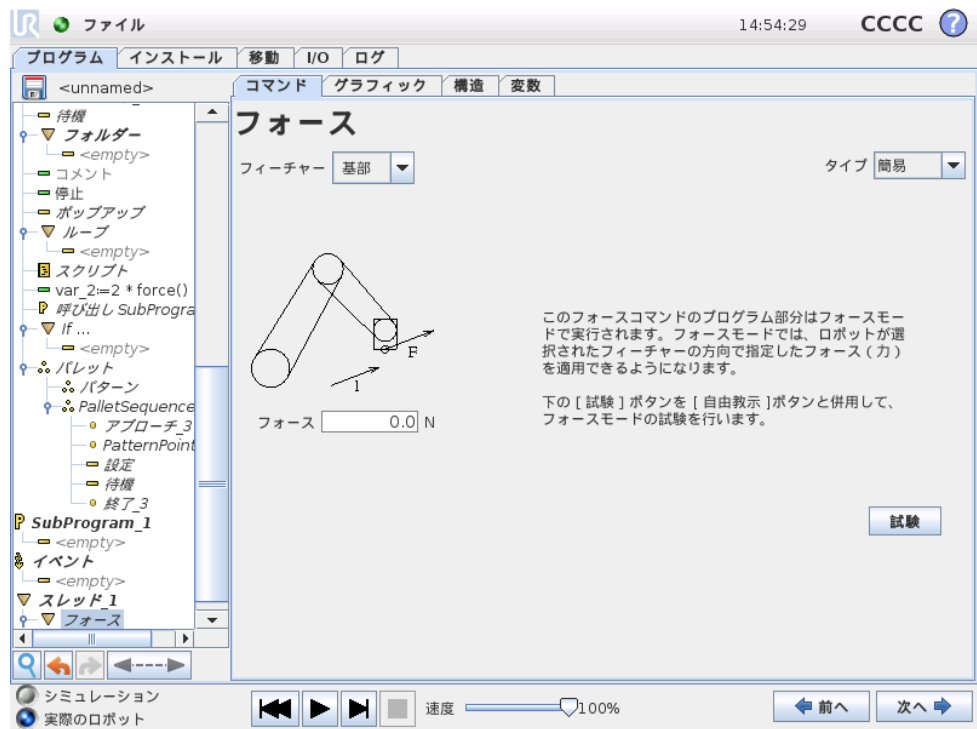 UR ファイル 14:54:29 CCCC ?
プログラム インストール 移動 I/O ログ
<unnamed>
コマンド グラフィック 構造 変数
待機
フォルダー
<empty>
コメント
停止
ポップアップ
ループ
<empty>
スクリプト
var_2:=2 * force()
呼び出し SubProgra
If ...
<empty>
パレット
パターン
PalletSequence
アプローチ_3
PatternPoint
設定
待機
終了_3
SubProgram_1
<empty>
イベント
<empty>
スレッド_1
フォース
フォース
フィーチャー 基部
タイプ 簡易
F
1
フォース 0.0 N
このフォースコマンドのプログラム部分はフォースモー
ドで実行されます。フォースモードでは、ロボットが選
択されたフィーチャーの方向で指定したフォース ( 力 )
を適用できるようになります。
下の [ 試験 ] ボタンを [ 自由教示 ]ボタンと併用して、
フォースモードの試験を行います。
試験
シミュレーション
実際のロボット
速度 100%
前へ 次へ